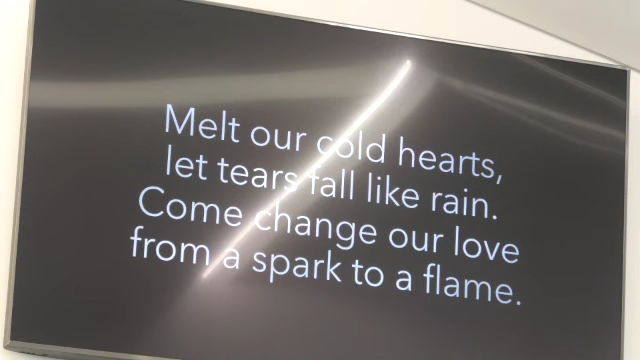 Melt our cold hearts,
let tears fall like rain.
Come change our love
from a spark to a flame.